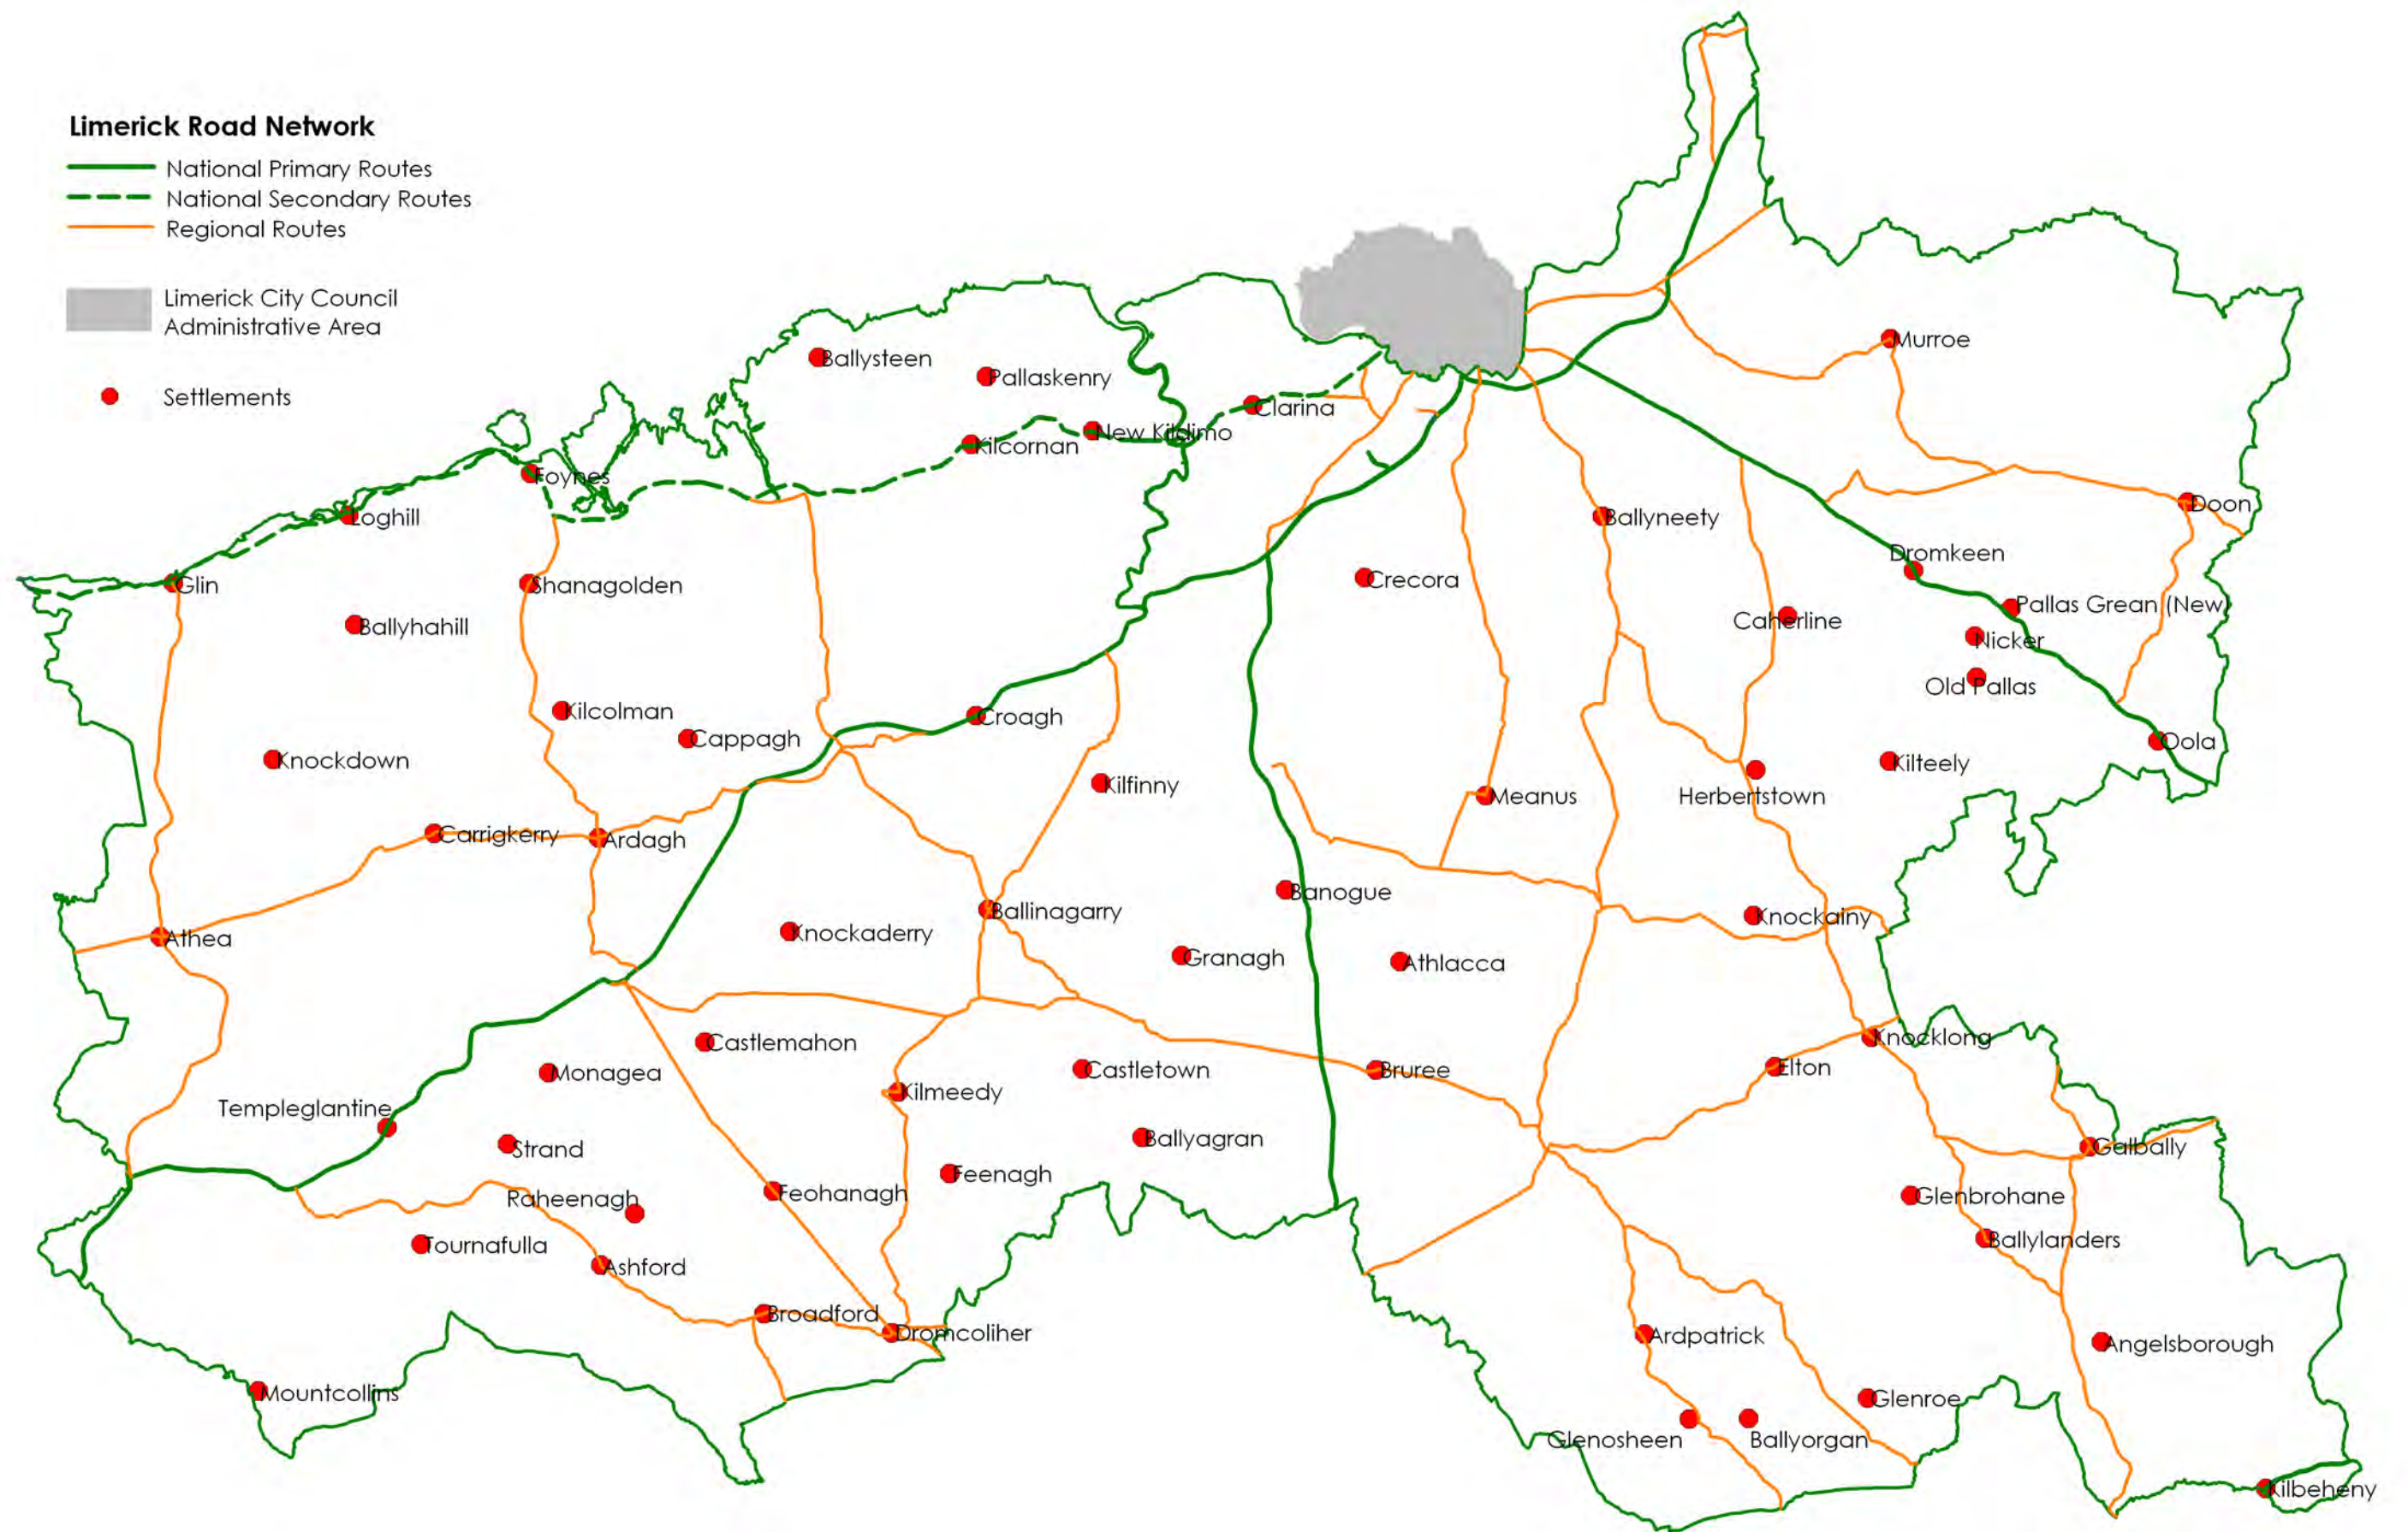 Limerick Road Network
National Primary Routes
National Secondary Routes
Regional Routes
Limerick City Council
Administrative Area
Settlements
Murroe
Ballysteen
Pallaskenry
Clarina
New Kildimo
Kilcornan
Foynes
Loghill
Ballyneety
Doon
Dromkeen
Glin
Shanagolden
Crecora
Pallas Grean (New)
Caherline
Ballyhahill
Nicker
Old Pallas
Kilcolman
Croagh
Cappagh
Oola
Knockdown
Kilteely
Kilfinny
Meanus
Herbertstown
Carrigkerry
Ardagh
Banogue
Ballinagarry
Knockainy
Knockaderry
Athea
Granagh
Athlacca
Knocklong
Castlemahon
Elton
Castletown
Bruree
Monagea
Kilmeedy
Templeglantine
Ballyagran
Galbally
Strand
Feenagh
Feohanagh
Glenbrohane
Raheenagh
Ballylanders
Tournafulla
Ashford
Broadford
Dromcoliher
Ardpatrick
Angelsborough
Mountcollins
Glenroe
Glenosheen
Ballyorgan
Kilbeheny